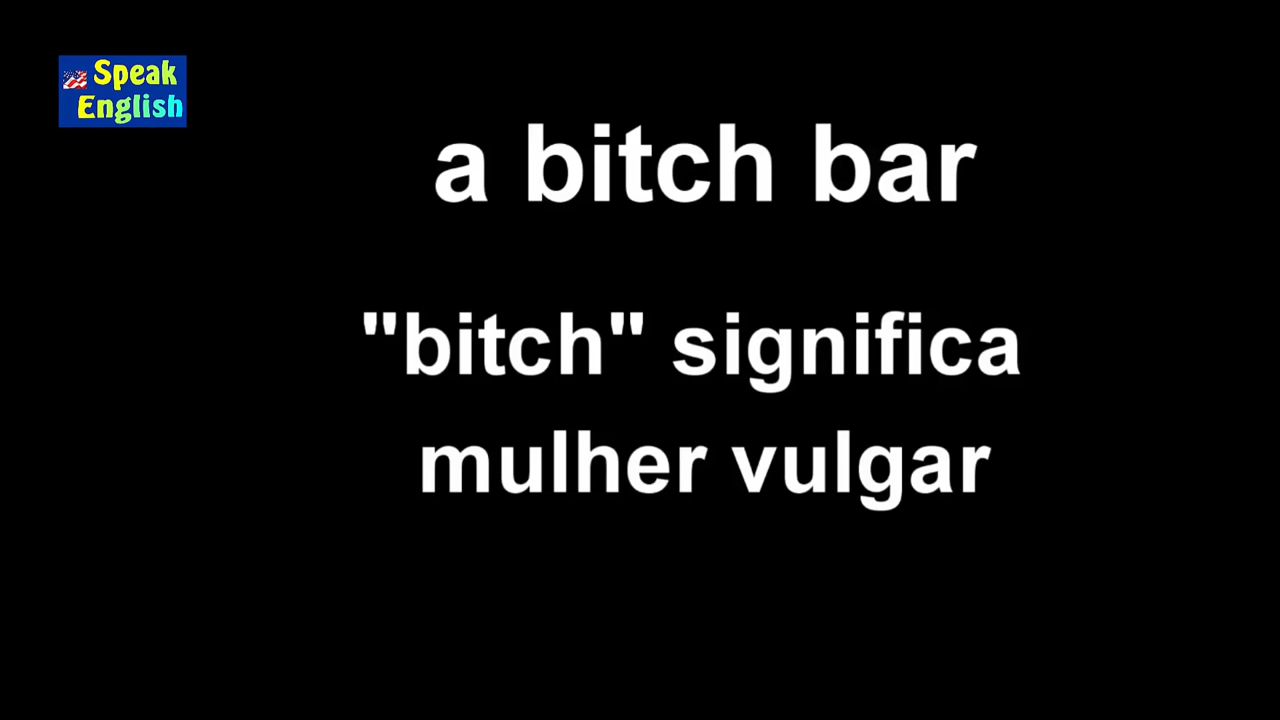 Speak
English
a bitch bar
"bitch" significa
mulher vulgar